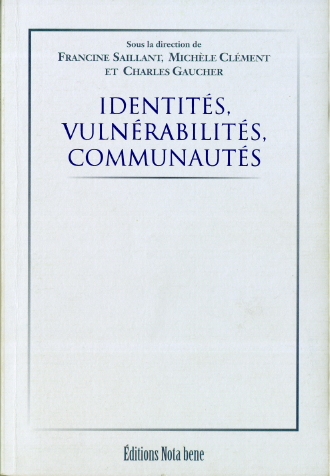 Sous la direction de
FRANCINE SAILLANT, MICHÈLE CLÉMENT
ET CHARLES GAUCHER
IDENTITÉS,
VULNÉRABILITÉS,
COMMUNAUTÉS
Éditions Nota bene